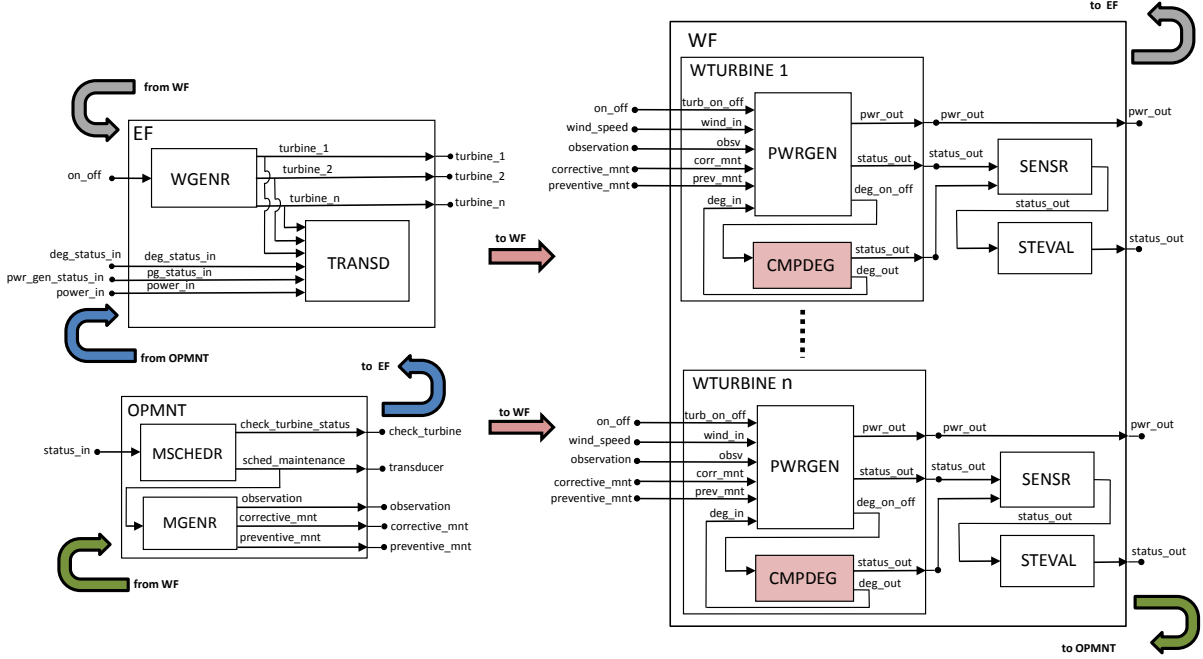 from WF
EF
WGENR
on_off
turbine_1
turbine_2
turbine_n
turbine_1
turbine_2
turbine_n
TRANSD
deg_status_in
pwr_gen_status_in
power_in
deg_status_in
pg_status_in
power_in
from OPMNT
to EF
OPMNT
status_in
MSCHEDR
check_turbine_status
sched_maintenance
check_turbine
transducer
MGENR
observation
corrective_mnt
preventive_mnt
observation
corrective_mnt
preventive_mnt
from WF
to WF
to WF
to EF
WF
WTURBINE 1
on_off
wind_speed
observation
corrective_mnt
preventive_mnt
turb_on_off
wind_in
obsv
corr_mnt
prev_mnt
deg_in
PWRGEN
pwr_out
status_out
deg_on_off
CMPDEG
status_out
deg_out
pwr_out
pwr_out
status_out
SENSR
status_out
STEVAL
status_out
WTURBINE n
on_off
wind_speed
observation
corrective_mnt
preventive_mnt
turb_on_off
wind_in
obsv
corr_mnt
prev_mnt
deg_in
PWRGEN
pwr_out
status_out
deg_on_off
CMPDEG
status_out
deg_out
pwr_out
pwr_out
status_out
SENSR
status_out
STEVAL
status_out
to OPMNT